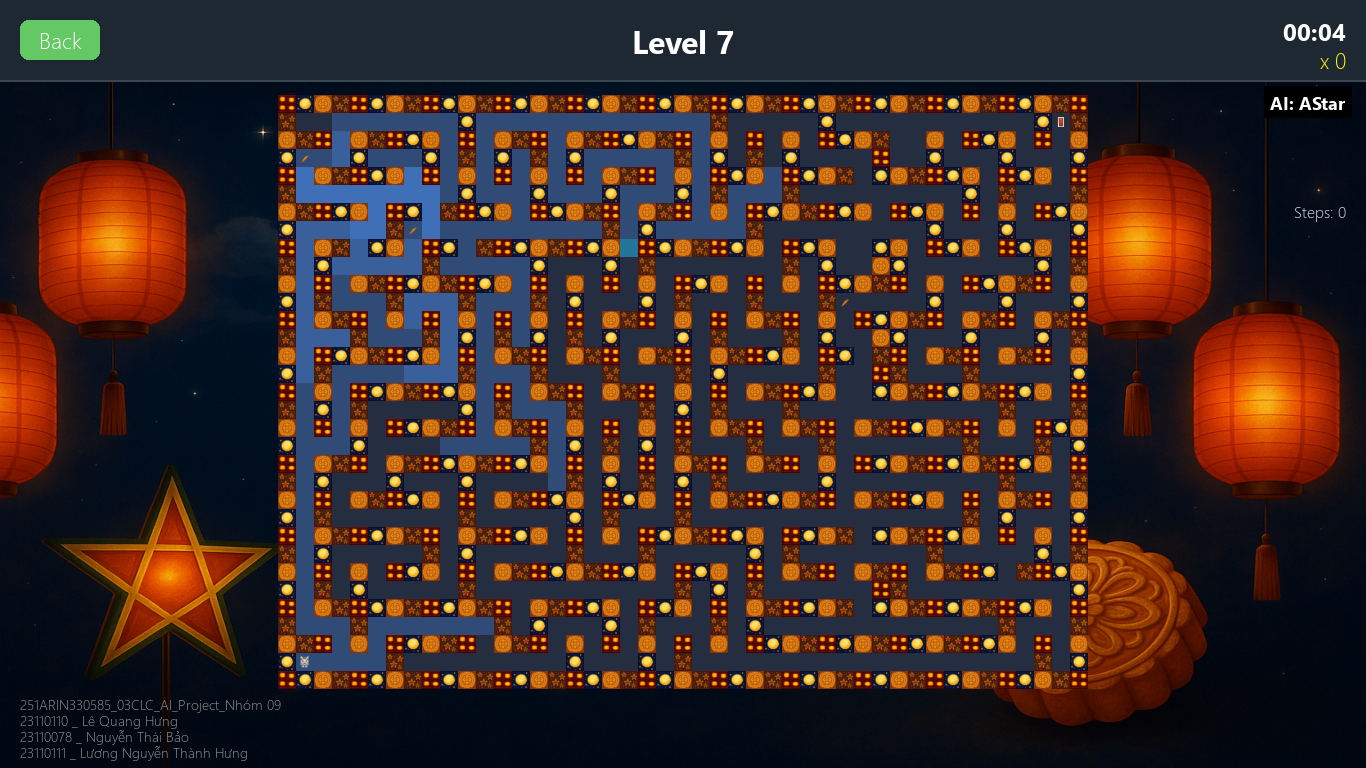 Back
Level 7
00:04
x 0
AI: AStar
Steps: 0
251ARIN330585_03CLC_AI_Project_Nhóm 09
23110110 _ Lê Quang Hưng
23110078 _ Nguyễn Thái Bảo
23110111 _ Lương Nguyễn Thành Hưng